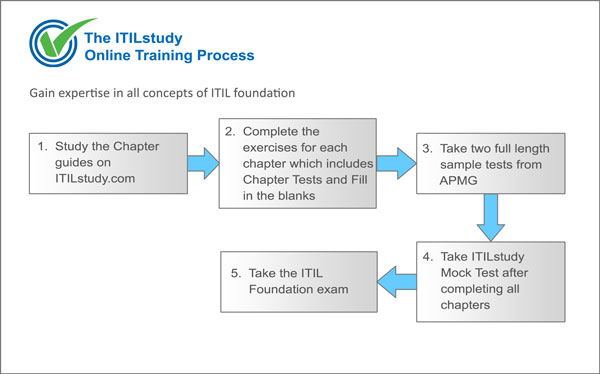 The ITILstudy
Online Training Process
Gain expertise in all concepts of ITIL foundation
1. Study the Chapter
guides on
ITILstudy.com
2. Complete the
exercises for each
chapter which includes
Chapter Tests and Fill
in the blanks
3. Take two full length
sample tests from
APMG
4. Take ITILstudy
Mock Test after
completing all
chapters
5. Take the ITIL
Foundation exam